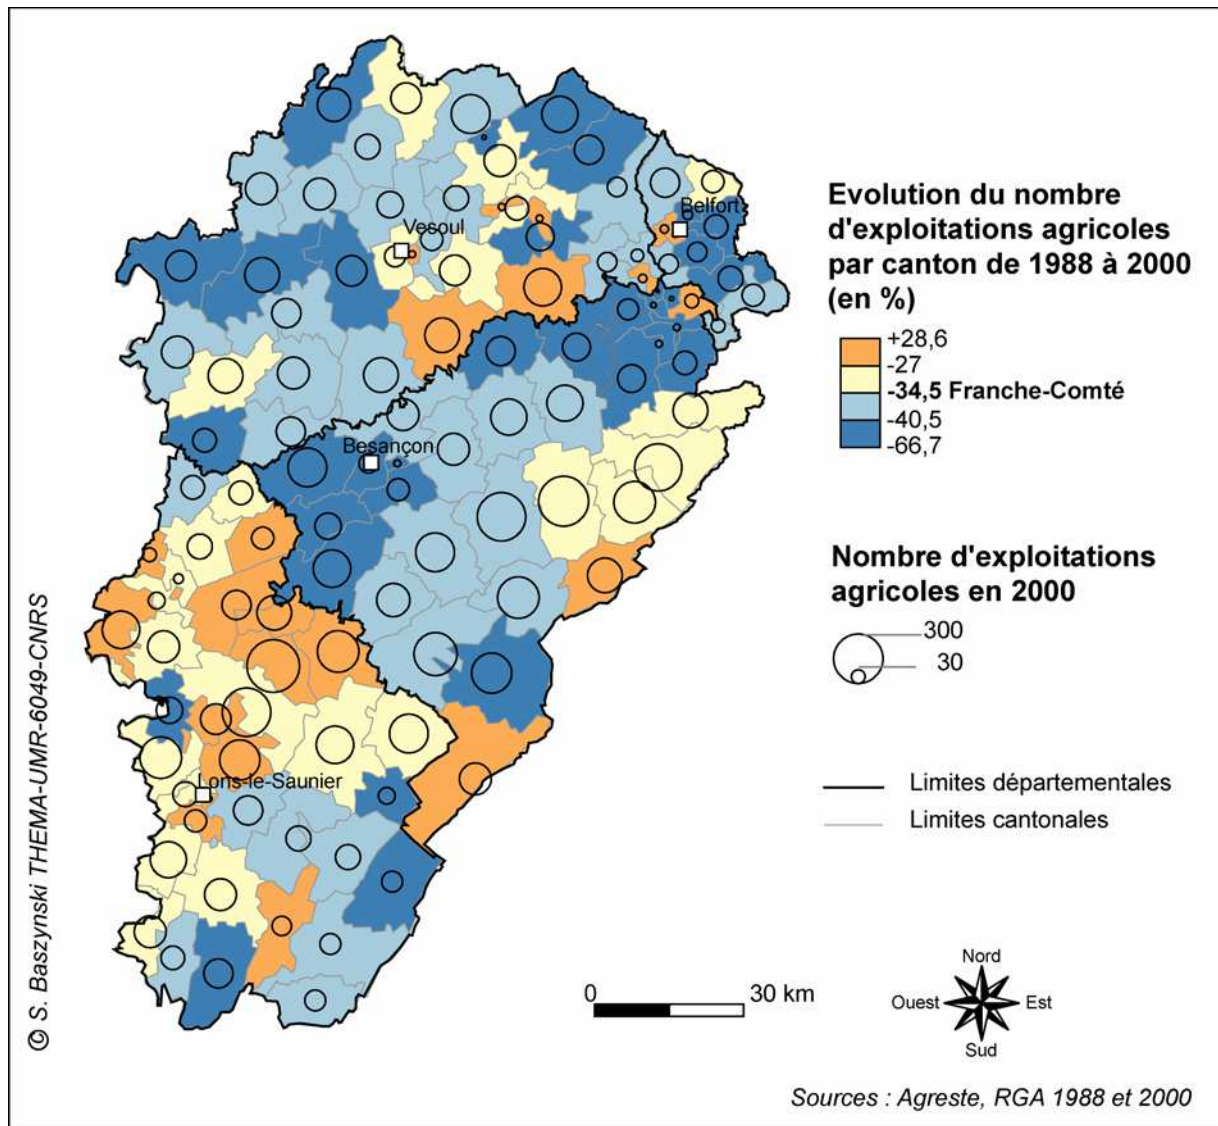 Evolution du nombre
d'exploitations agricoles
par canton de 1988 à 2000
(en %)
+28,6
-27
-34,5 Franche-Comté
-40,5
-66,7
Nombre d'exploitations
agricoles en 2000
300
30
Limites départementales
Limites cantonales
Belfort
Vesoul
Besançon
Lons-le-Saunier
0 30 km
Nord
Ouest Est
Sud
Sources : Agreste, RGA 1988 et 2000
© S. Baszynski THEMA-UMR-6049-CNRS